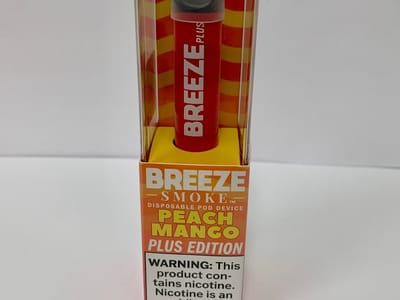 BREEZE PLUS
BREEZE
SMOKE™
DISPOSABLE POD DEVICE
PEACH
MANGO
PLUS EDITION
WARNING: This
product con-
tains nicotine.
Nicotine is an